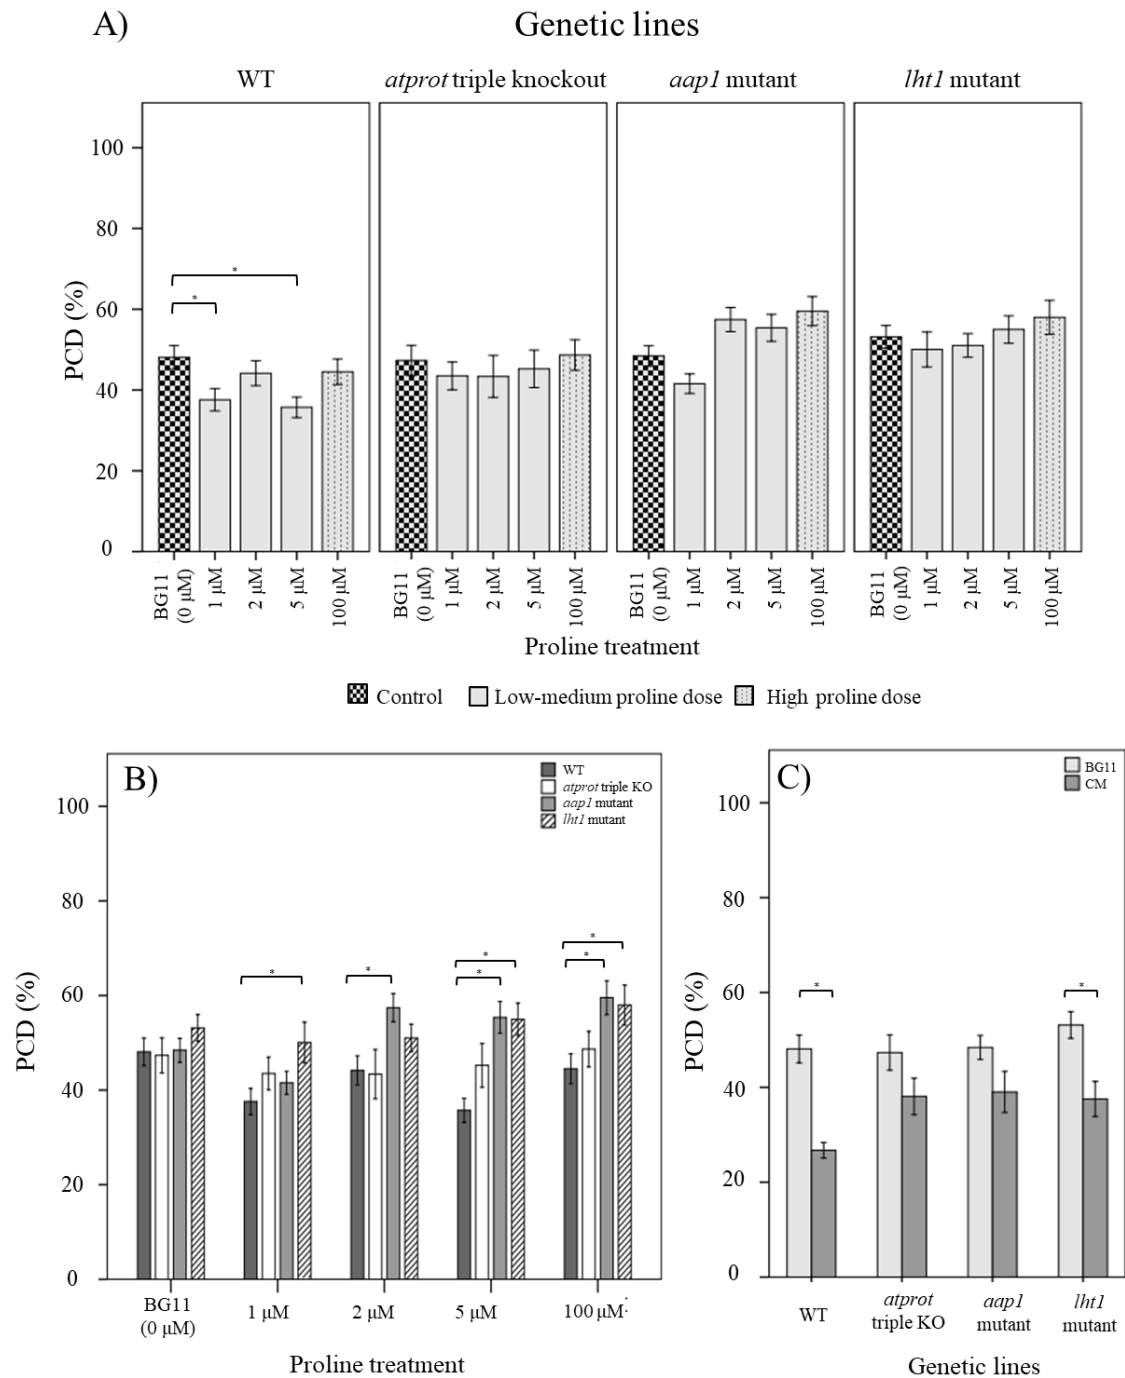 A)
Genetic lines
WT
atprot triple knockout
aap1 mutant
lht1 mutant
PCD (%)
100
80
60
40
20
0
*
*
BG11
(0 μM)
1 μM
2 μM
5 μM
100 μM
BG11
(0 μM)
1 μM
2 μM
5 μM
100 μM
BG11
(0 μM)
1 μM
2 μM
5 μM
100 μM
BG11
(0 μM)
1 μM
2 μM
5 μM
100 μM
Proline treatment
Control
Low-medium proline dose
High proline dose
B)
WT
atprot triple KO
aap1 mutant
lht1 mutant
PCD (%)
100
80
60
40
20
0
*
*
*
*
*
*
BG11
(0 μM)
1 μM
2 μM
5 μM
100 μM:
Proline treatment
C)
BG11
CM
PCD (%)
100
80
60
40
20
0
*
*
WT
atprot
triple KO
aap1
mutant
lht1
mutant
Genetic lines